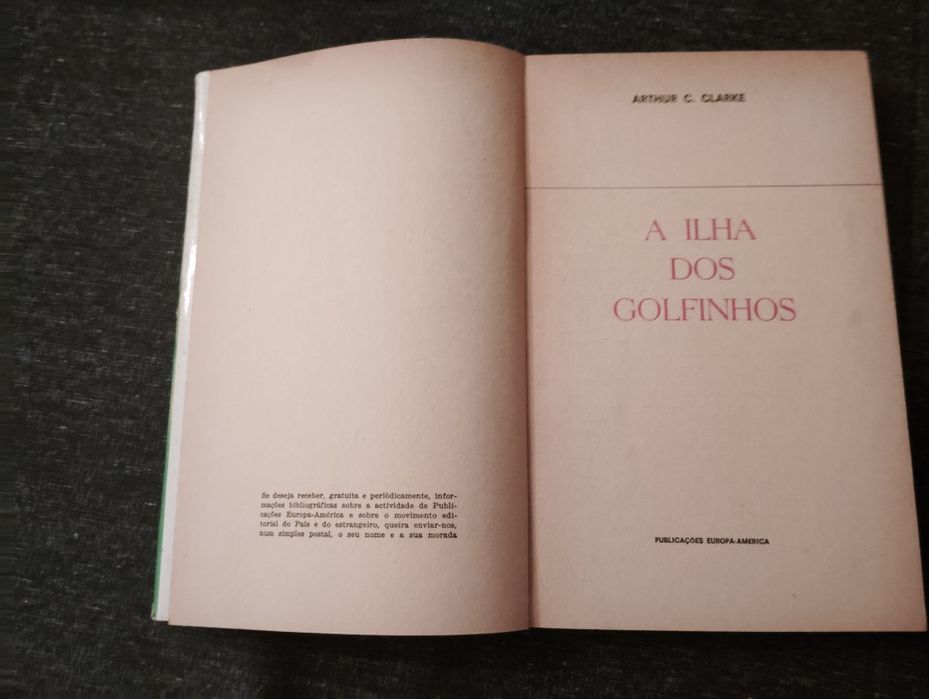 Se deseja receber, gratuita e periòdicamente, infor-
mações bibliográficas sobre a actividade de Publi-
cações Europa-América e sobre o movimento edi-
torial do País e do estrangeiro, queira enviar-nos,
num simples postal, o seu nome e a sua morada
ARTHUR C. CLARKE
A ILHA
DOS
GOLFINHOS
PUBLICAÇÕES EUROPA-AMÉRICA